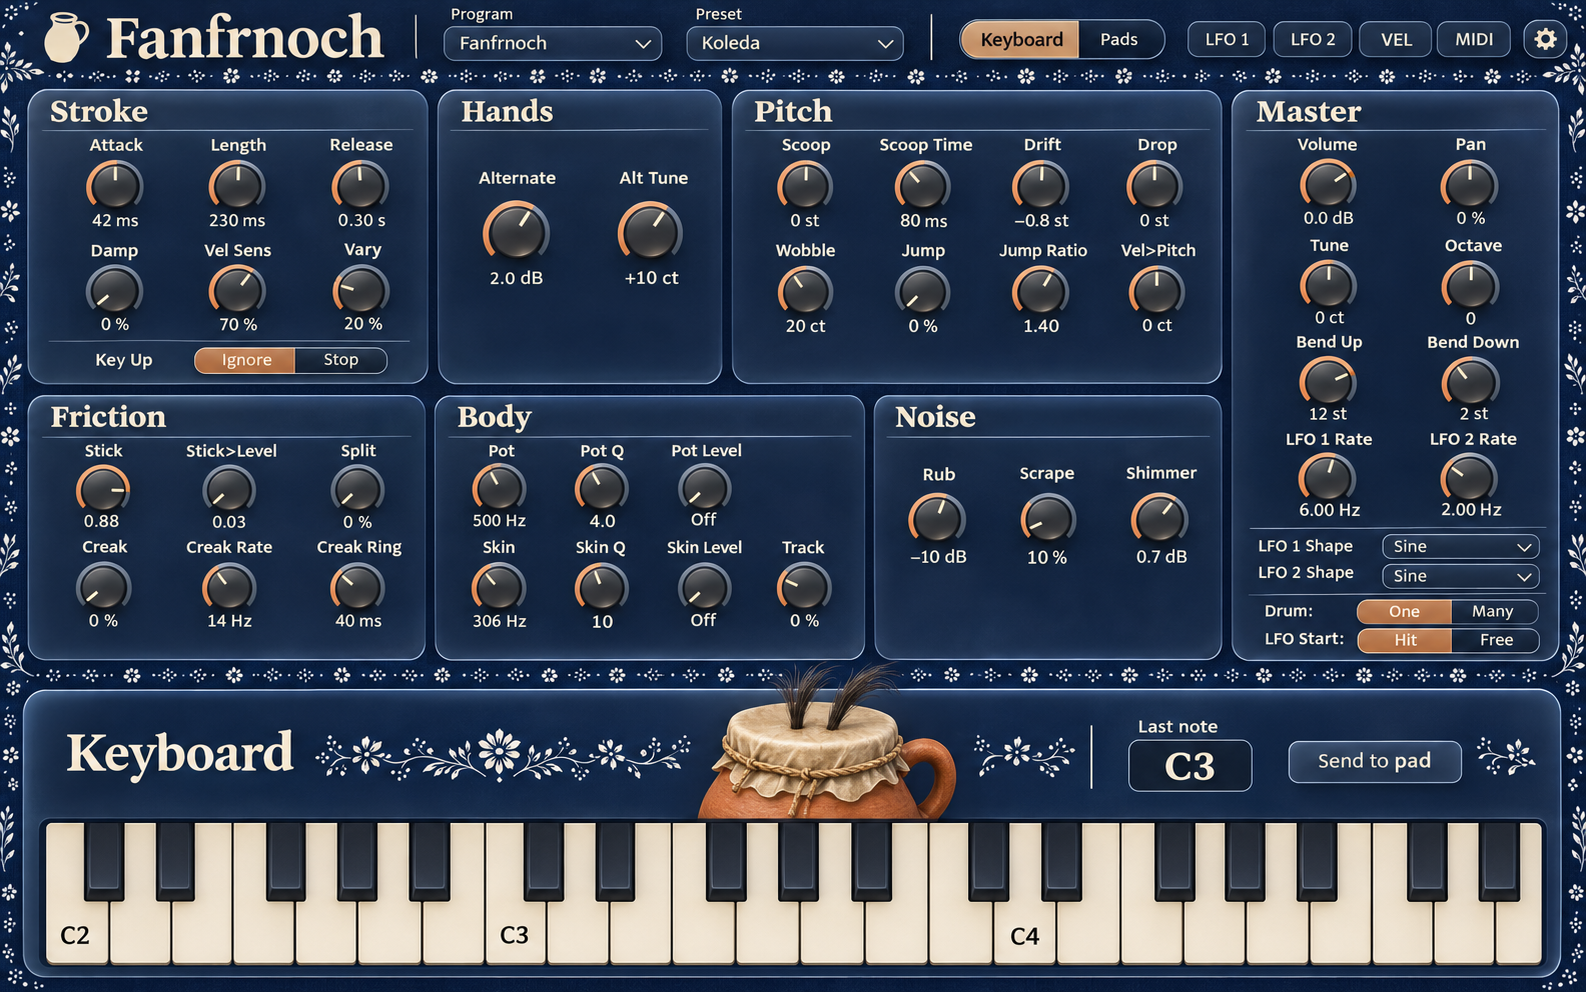 Fanfrnoch
Program
Fanfrnoch
Preset
Koleda
Keyboard Pads
LFO 1 LFO 2 VEL MIDI
Stroke
Attack Length Release
42 ms 230 ms 0.30 s
Damp Vel Sens Vary
0 % 70 % 20 %
Key Up Ignore Stop
Hands
Alternate Alt Tune
2.0 dB +10 ct
Pitch
Scoop Scoop Time Drift Drop
0 st 80 ms −0.8 st 0 st
Wobble Jump Jump Ratio Vel>Pitch
20 ct 0 % 1.40 0 ct
Master
Volume Pan
0.0 dB 0 %
Tune Octave
0 ct 0
Bend Up Bend Down
12 st 2 st
LFO 1 Rate LFO 2 Rate
6.00 Hz 2.00 Hz
LFO 1 Shape Sine
LFO 2 Shape Sine
Drum: One Many
LFO Start: Hit Free
Friction
Stick Stick>Level Split
0.88 0.03 0 %
Creak Creak Rate Creak Ring
0 % 14 Hz 40 ms
Body
Pot Pot Q Pot Level
500 Hz 4.0 Off
Skin Skin Q Skin Level Track
306 Hz 10 Off 0 %
Noise
Rub Scrape Shimmer
−10 dB 10 % 0.7 dB
Keyboard
Last note
C3
Send to pad
C2 C3 C4